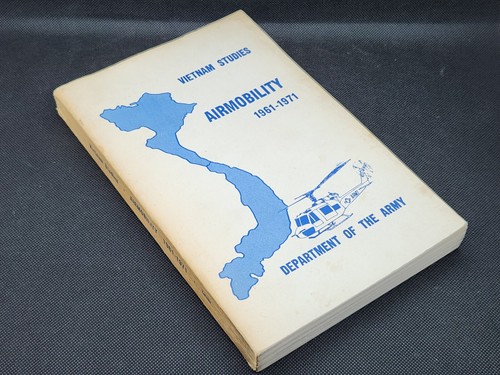 VIETNAM STUDIES
AIRMOBILITY
1961-1971
DEPARTMENT OF THE ARMY